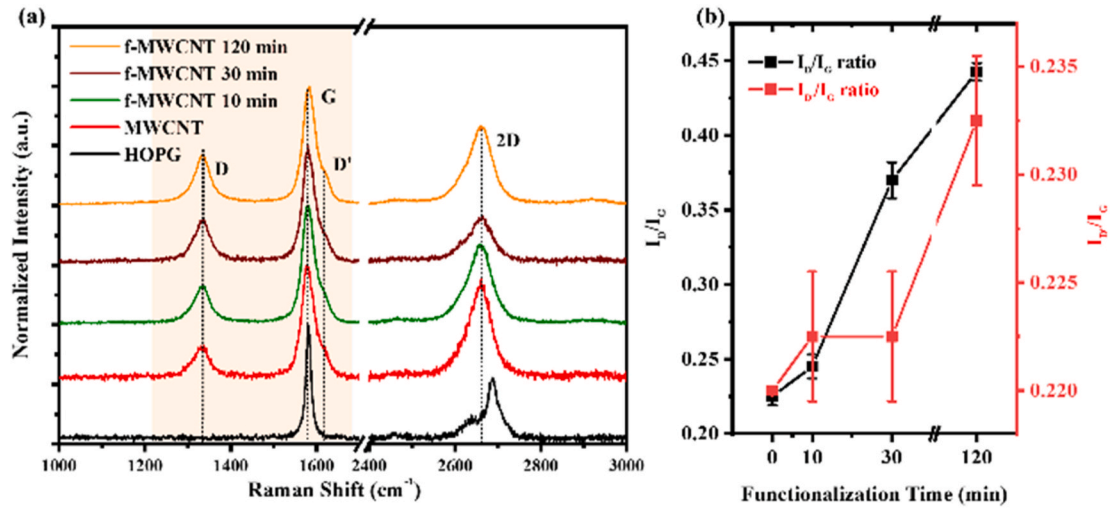 (a)
f-MWCNT 120 min
f-MWCNT 30 min
f-MWCNT 10 min
MWCNT
HOPG
D
G
D'
2D
Normalized Intensity (a.u.)
1000 1200 1400 1600 2400 2600 2800 3000
Raman Shift (cm⁻¹)
(b)
I_D/I_G ratio
I_D/I_G ratio
I_D/I_G
0.45
0.40
0.35
0.30
0.25
0.20
0.235
0.230
0.225
0.220
I_D/I_G
0 10 30 120
Functionalization Time (min)